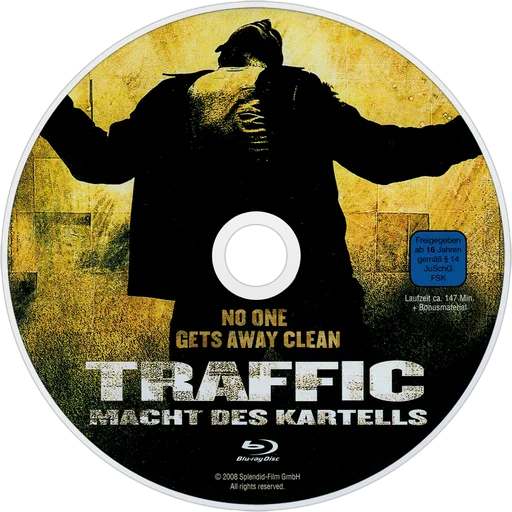 Freigegeben
ab 16 Jahren
gemäß § 14
JuSchG
FSK
Laufzeit ca. 147 Min.
+ Bonusmaterial
NO ONE
GETS AWAY CLEAN
TRAFFIC
MACHT DES KARTELLS
Blu-ray Disc
© 2008 Splendid-Film GmbH
All rights reserved.